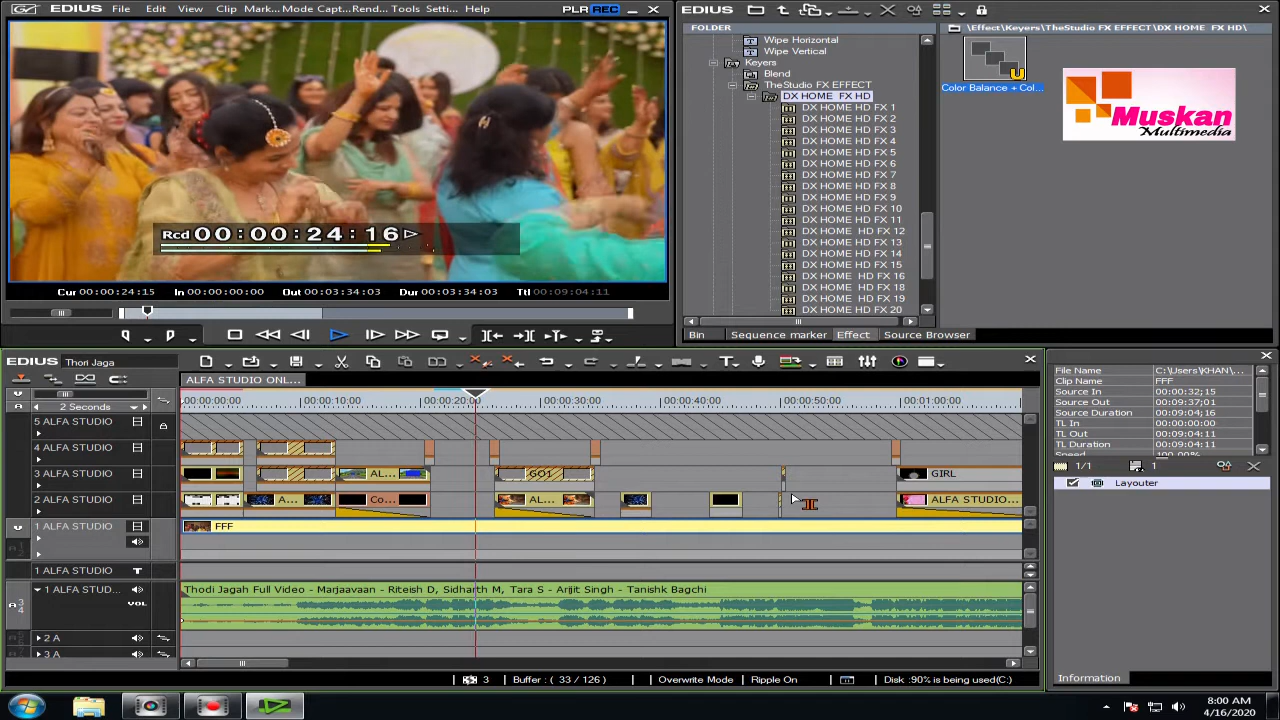 EDIUS File Edit View Clip Mark... Mode Capt... Rend... Tools Setti... Help PLR REC
Rcd 00:00:24:16
Cur 00:00:24:15 In 00:00:00:00 Out 00:03:34:03 Dur 00:03:34:03 Ttl 00:09:04:11
EDIUS
FOLDER
\Effect\Keyers\TheStudio FX EFFECT\DX HOME FX HD\
Wipe Horizontal
Wipe Vertical
Keyers
Blend
TheStudio FX EFFECT
DX HOME FX HD
DX HOME HD FX 1
DX HOME HD FX 2
DX HOME HD FX 3
DX HOME HD FX 4
DX HOME HD FX 5
DX HOME HD FX 6
DX HOME HD FX 7
DX HOME HD FX 8
DX HOME HD FX 9
DX HOME HD FX 10
DX HOME HD FX 11
DX HOME HD FX 12
DX HOME HD FX 13
DX HOME HD FX 14
DX HOME HD FX 15
DX HOME HD FX 16
DX HOME HD FX 18
DX HOME HD FX 19
DX HOME HD FX 20
U
Color Balance + Col...
Muskan
Multimedia
Bin Sequence marker Effect Source Browser
EDIUS Thori Jaga
ALFA STUDIO ONL...
2 Seconds
00:00:00:00 00:00:10:00 00:00:20:00 00:00:30:00 00:00:40:00 00:00:50:00 00:01:00:00
5 ALFA STUDIO
4 ALFA STUDIO
3 ALFA STUDIO AL... GO1 GIRL
2 ALFA STUDIO A... Co... AL... ALFA STUDIO...
1 ALFA STUDIO FFF
1 ALFA STUDIO T
1 ALFA STUD... Thodi Jagah Full Video - Marjaavaan - Riteish D, Sidharth M, Tara S - Arijit Singh - Tanishk Bagchi
VOL
2 A
3 A
3 Buffer : ( 33 / 126 ) Overwrite Mode Ripple On Disk :90% is being used(C:)
File Name C:\Users\KHAN\...
Clip Name FFF
Source In 00:00:32;15
Source Out 00:09:37;01
Source Duration 00:09:04;16
TL In 00:00:00:00
TL Out 00:09:04:11
TL Duration 00:09:04:11
Speed 100.00%
1/1 1
Layouter
Information
8:00 AM
4/16/2020